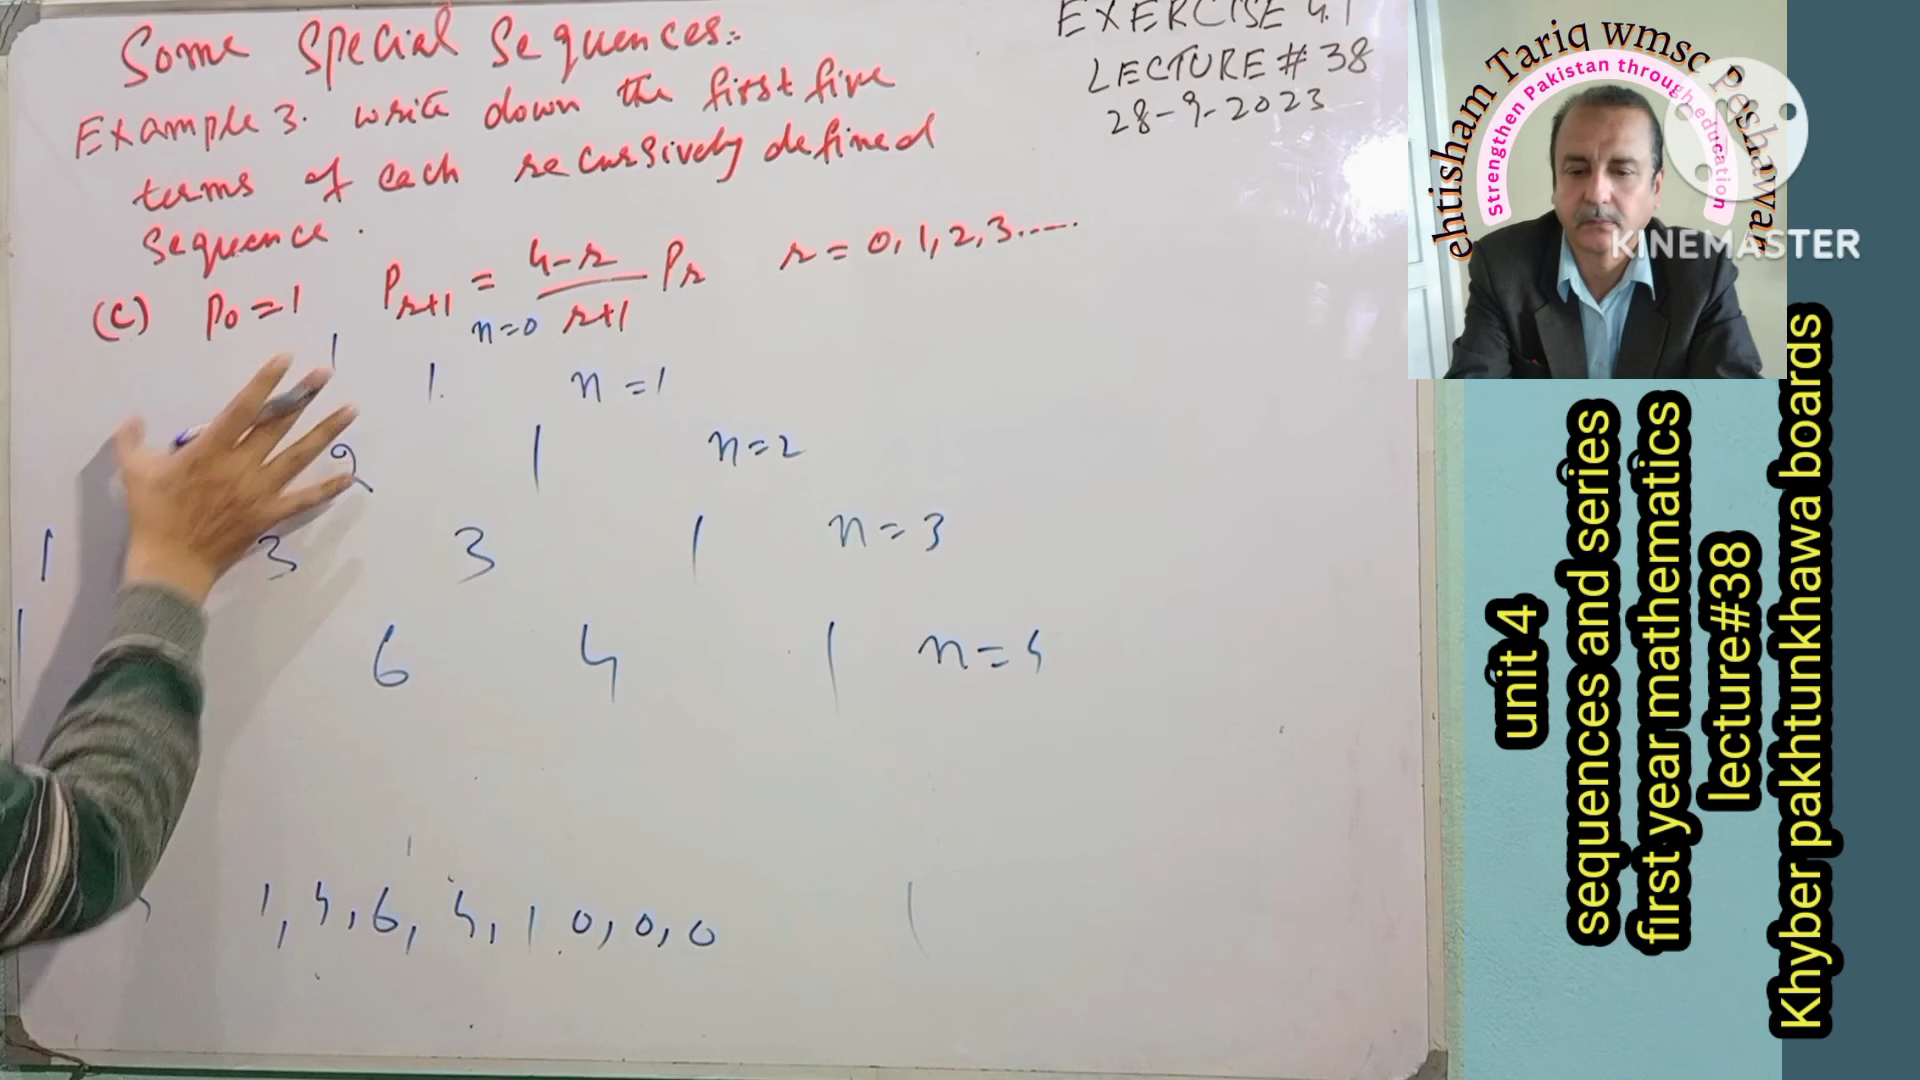 Some Special Sequences:-
Example 3. write down the first five
terms of each recursively defined
sequence.
(C) P0=1 Pr+1 = 4-r/r+1 Pr r=0,1,2,3.....
n=0
1
1 n=1
2 1 n=2
1 3 3 1 n=3
1 6 4 1 n=4
1,4,6,4,1 0,0,0
EXERCISE 4.1
LECTURE # 38
28-9-2023
ehtisham Tariq wmsc Peshawar
Strengthen Pakistan through education
KINEMASTER
unit 4
sequences and series
first year mathematics
lecture#38
Khyber pakhtunkhawa boards